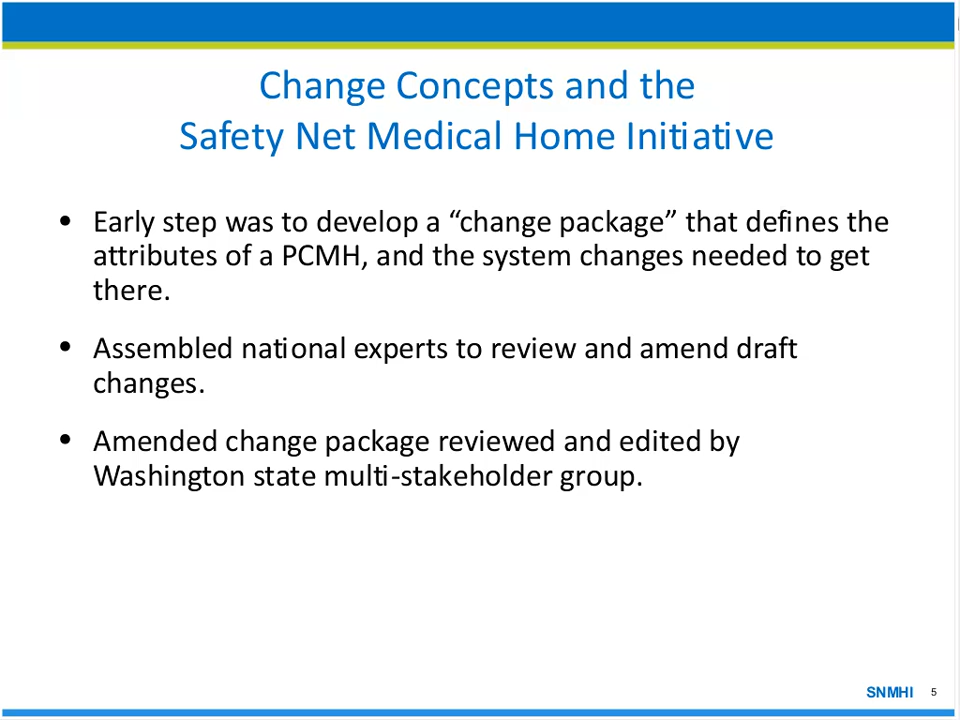 Change Concepts and the
Safety Net Medical Home Initiative
• Early step was to develop a “change package” that defines the
attributes of a PCMH, and the system changes needed to get
there.
• Assembled national experts to review and amend draft
changes.
• Amended change package reviewed and edited by
Washington state multi-stakeholder group.
SNMHI 5